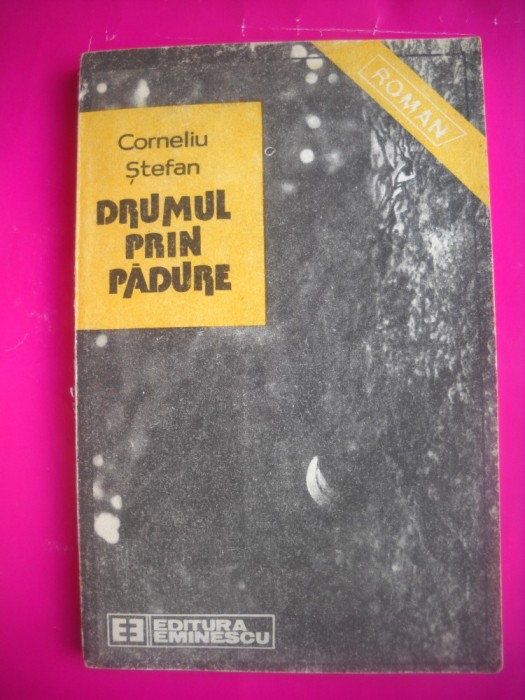 ROMAN
Corneliu
Ștefan
DRUMUL
PRIN
PĂDURE
EE EDITURA
EMINESCU